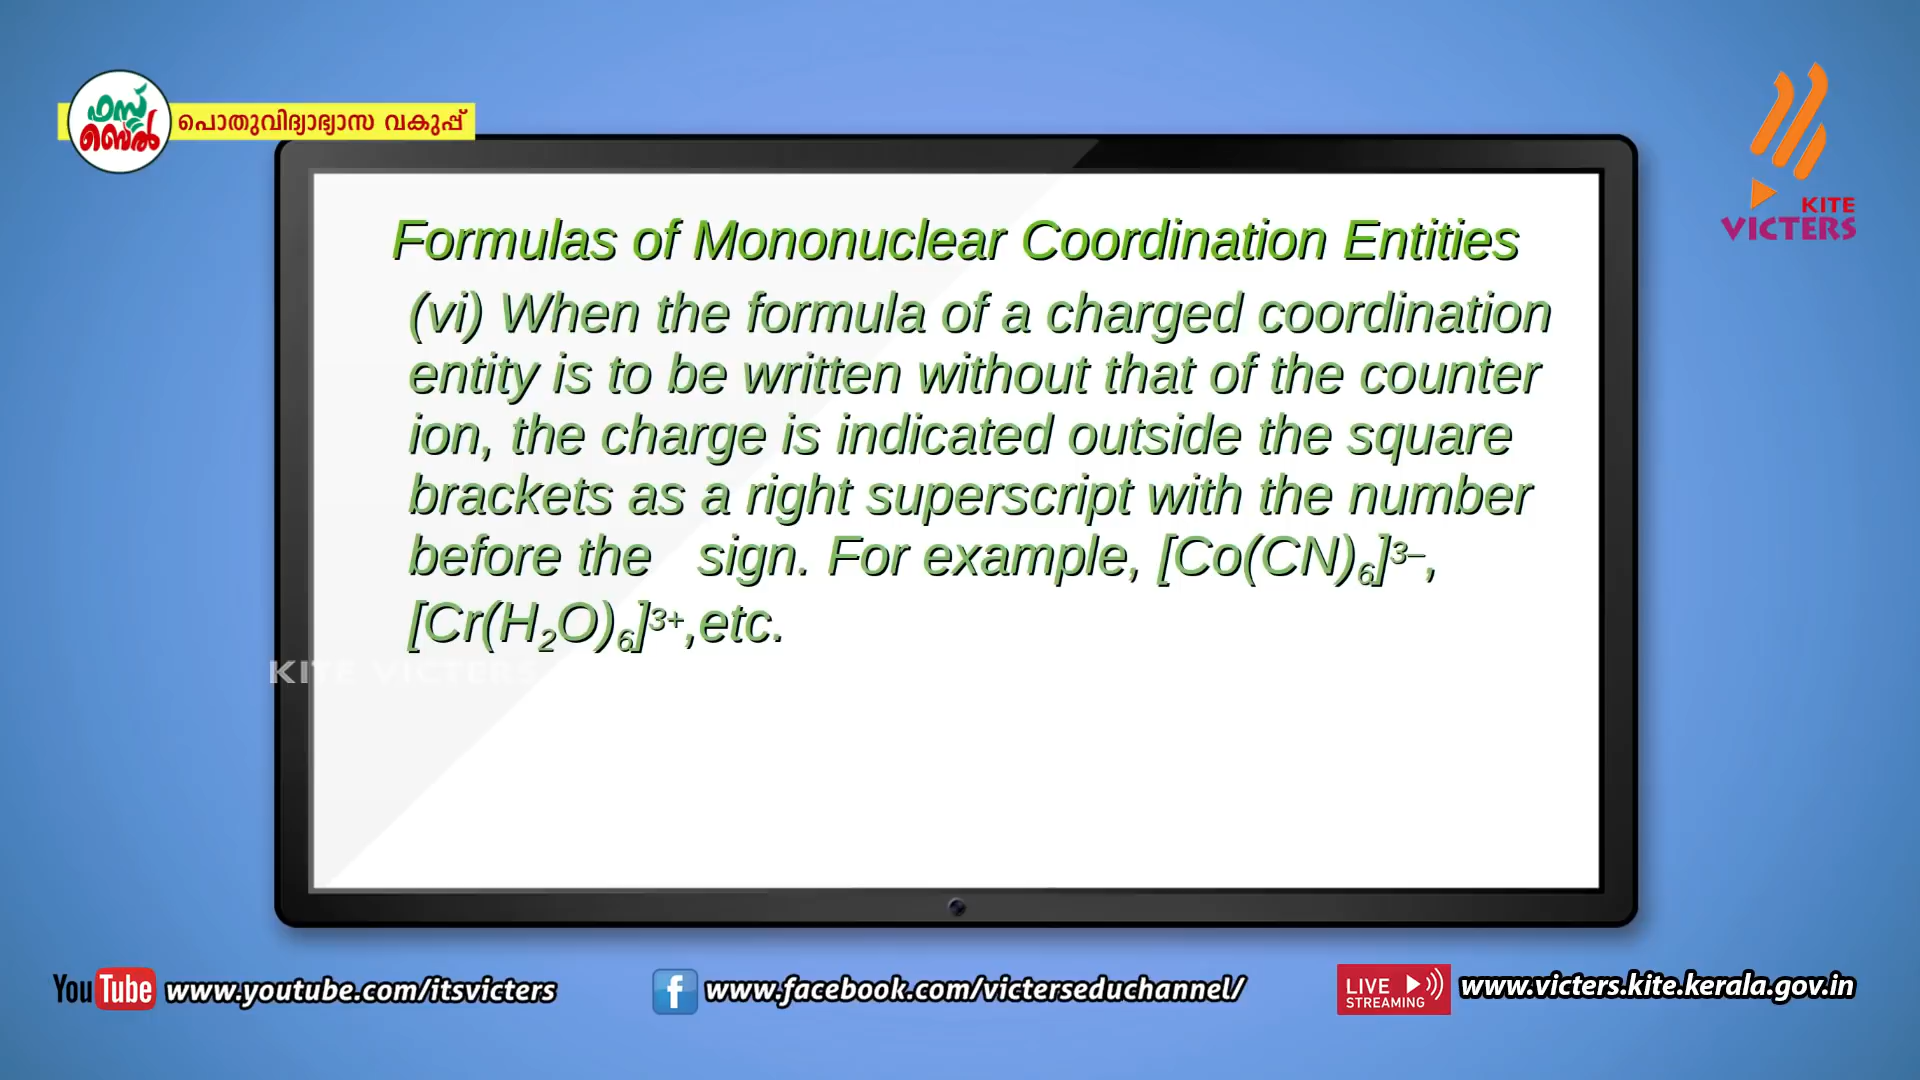 ഫസ്റ്റ്
ബെൽ
പൊതുവിദ്യാഭ്യാസ വകുപ്പ്
KITE
VICTERS
Formulas of Mononuclear Coordination Entities
(vi) When the formula of a charged coordination
entity is to be written without that of the counter
ion, the charge is indicated outside the square
brackets as a right superscript with the number
before the sign. For example, [Co(CN)₆]³⁻,
[Cr(H₂O)₆]³⁺,etc.
KITE VICTERS
YouTube www.youtube.com/itsvicters
f www.facebook.com/victerseduchannel/
LIVE STREAMING www.victers.kite.kerala.gov.in